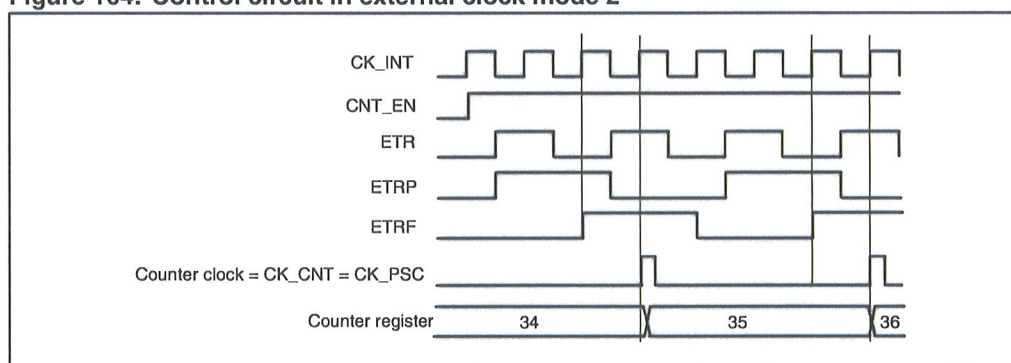 Figure 164. Control circuit in external clock mode 2
CK_INT
CNT_EN
ETR
ETRP
ETRF
Counter clock = CK_CNT = CK_PSC
Counter register
34
35
36